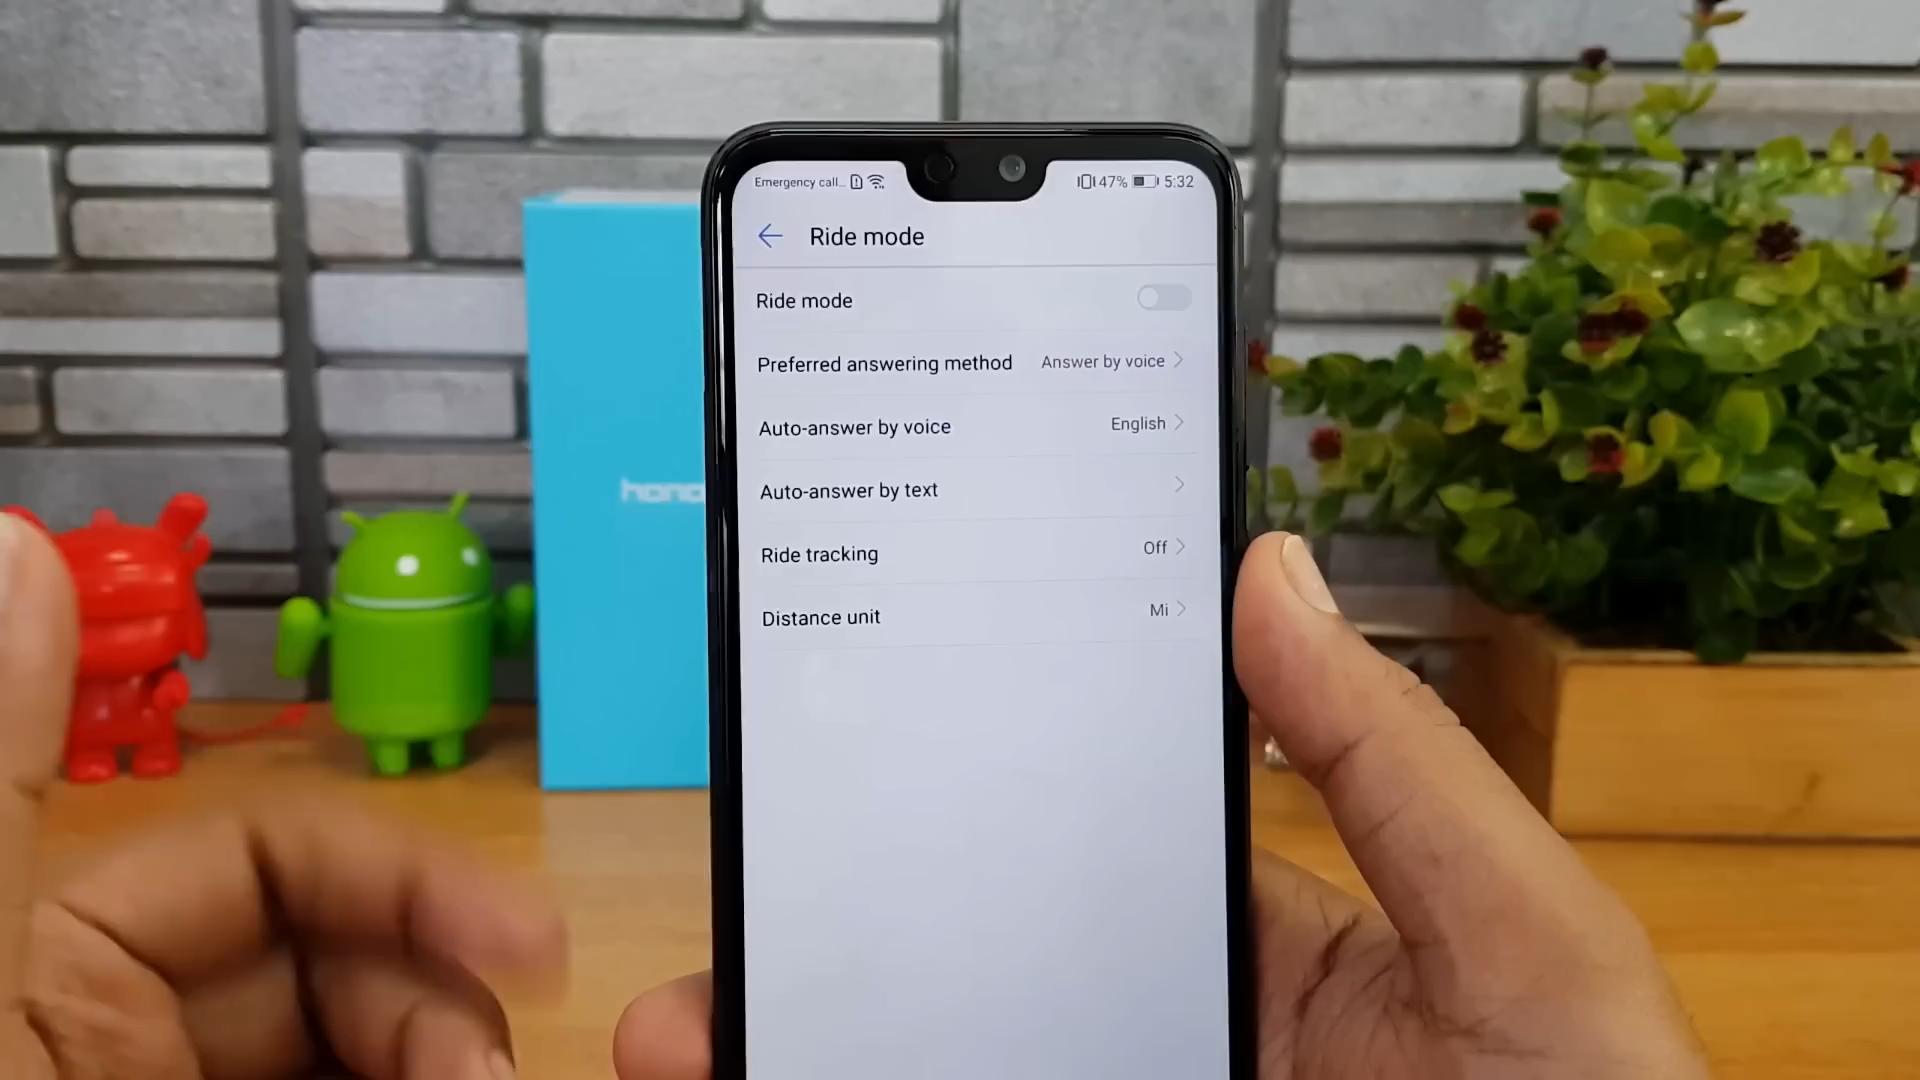 Emergency call... 47% 5:32
Ride mode
Ride mode
Preferred answering method Answer by voice
Auto-answer by voice English
Auto-answer by text
Ride tracking Off
Distance unit Mi
hono